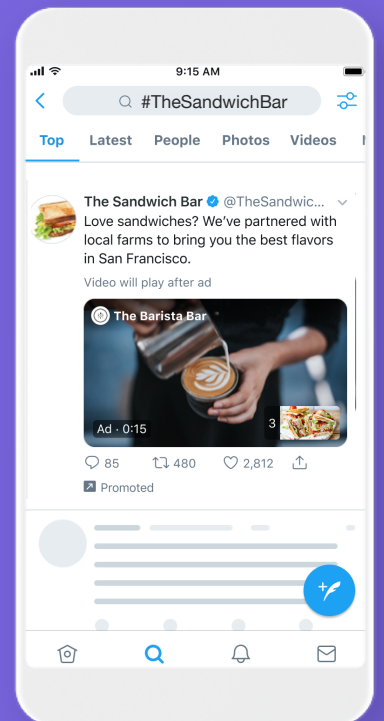 9:15 AM
#TheSandwichBar
Top Latest People Photos Videos
The Sandwich Bar @TheSandwic...
Love sandwiches? We've partnered with
local farms to bring you the best flavors
in San Francisco.
Video will play after ad
The Barista Bar
Ad · 0:15
3
85 480 2,812
Promoted